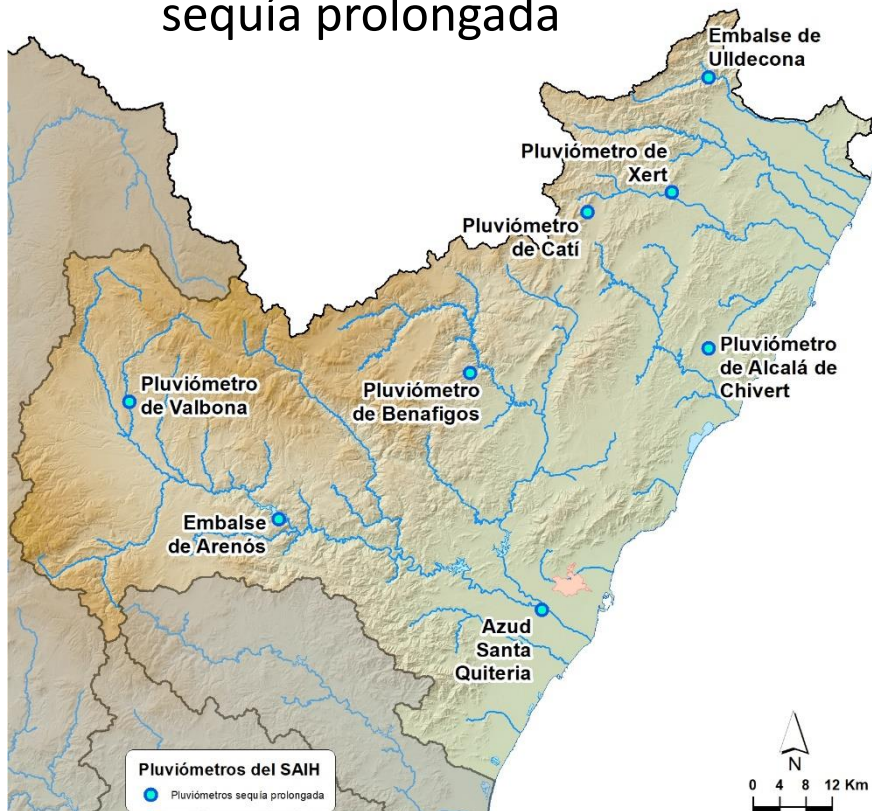 sequía prolongada
Embalse de
Ulldecona
Pluviómetro de
Xert
Pluviómetro
de Catí
Pluviómetro
de Alcalá de
Chivert
Pluviómetro
de Valbona
Pluviómetro
de Benafigos
Embalse
de Arenós
Azud
Santa
Quiteria
Pluviómetros del SAIH
Pluviómetros sequía prolongada
N
0 4 8 12 Km